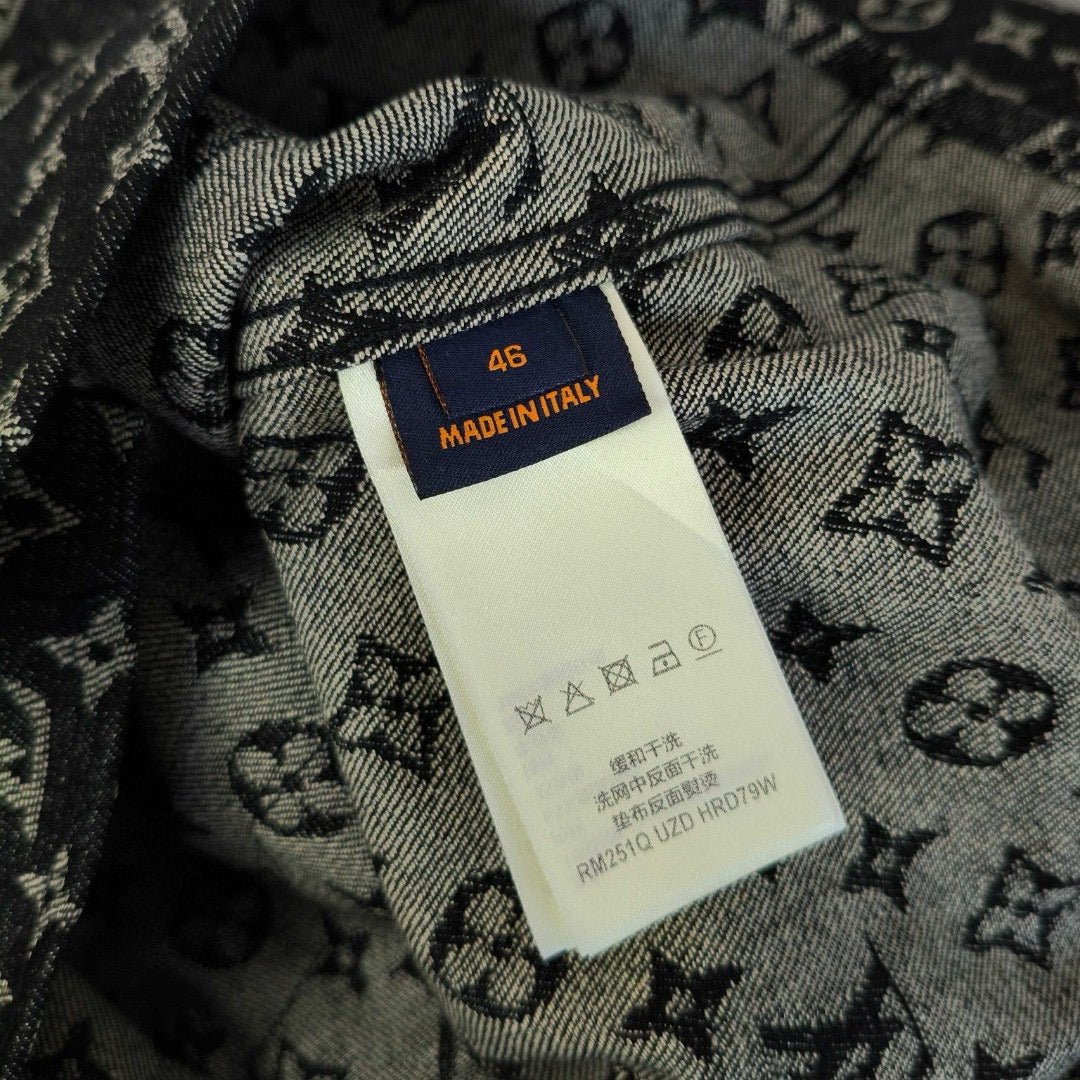 46
MADE IN ITALY
F
缓和干洗
洗网中反面干洗
垫布反面熨烫
RM251Q UZD HRD79W